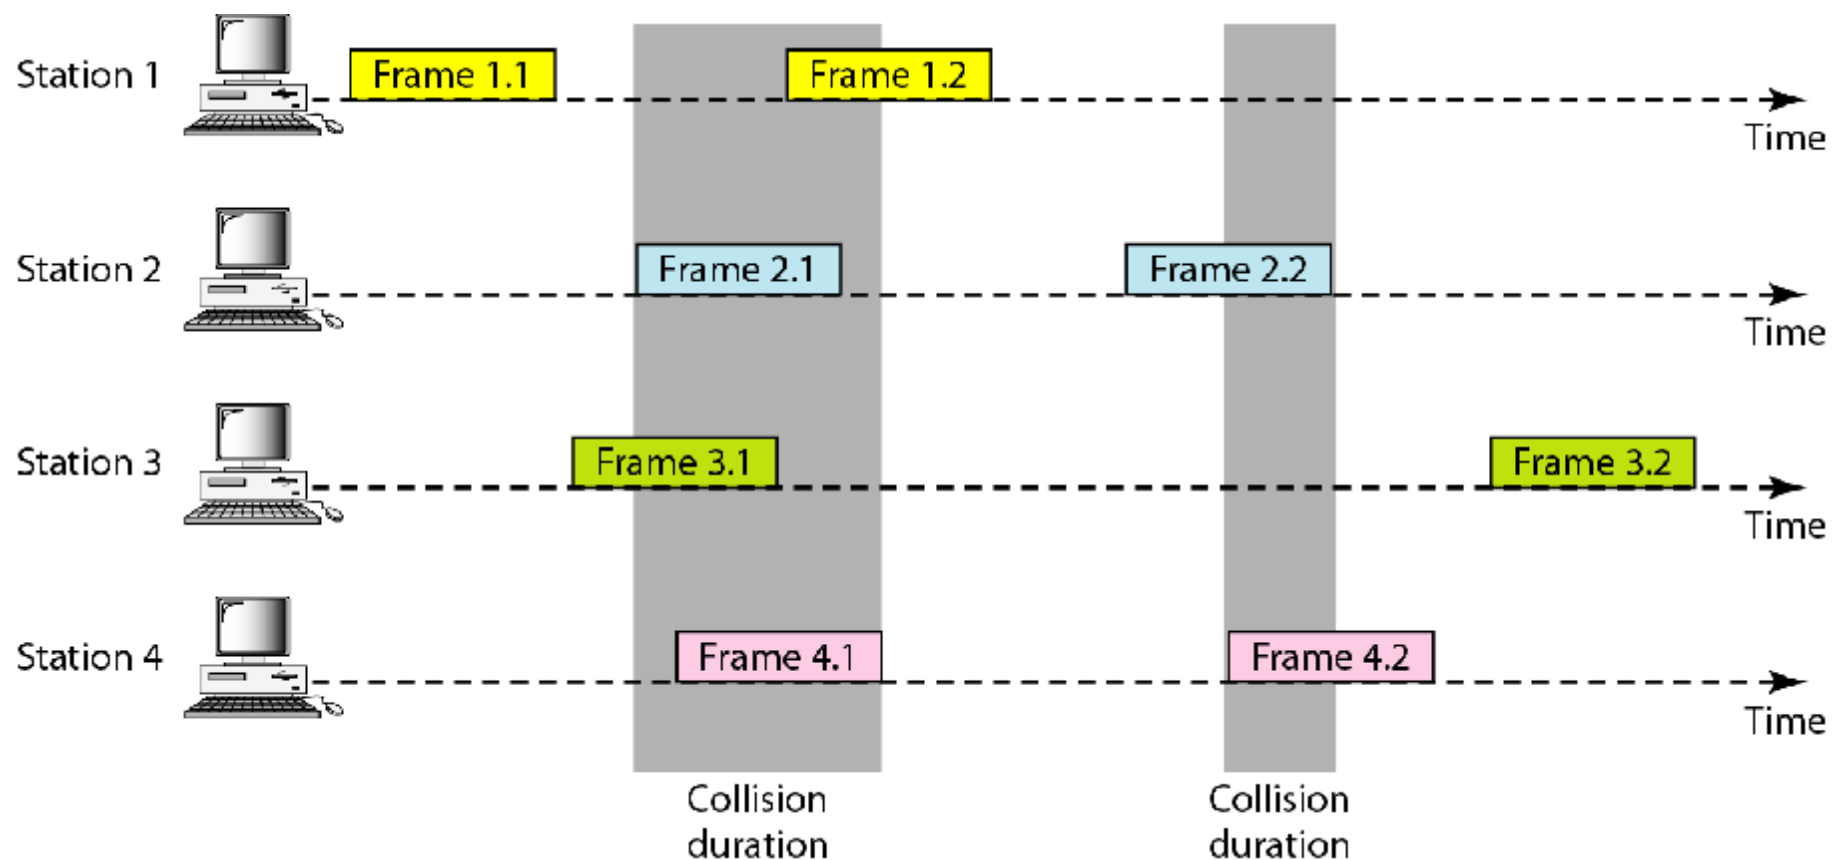 Station 1
Frame 1.1
Frame 1.2
Time
Station 2
Frame 2.1
Frame 2.2
Time
Station 3
Frame 3.1
Frame 3.2
Time
Station 4
Frame 4.1
Frame 4.2
Time
Collision
duration
Collision
duration